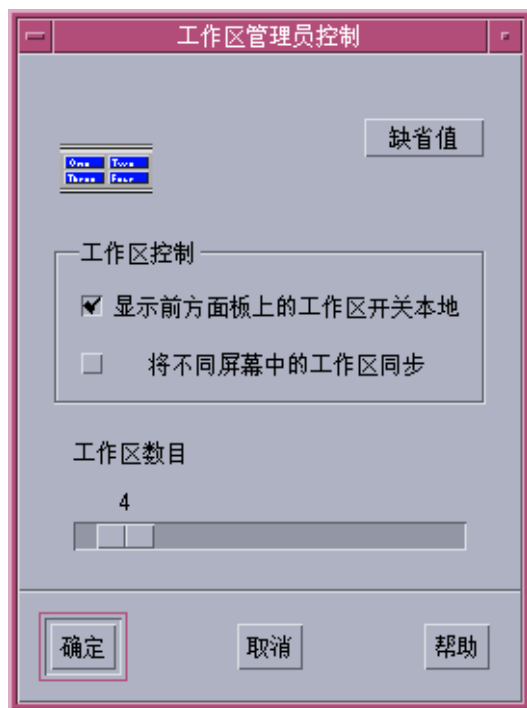 工作区管理员控制
缺省值
One Two
Three Four
工作区控制
显示前方面板上的工作区开关本地
将不同屏幕中的工作区同步
工作区数目
4
确定 取消 帮助